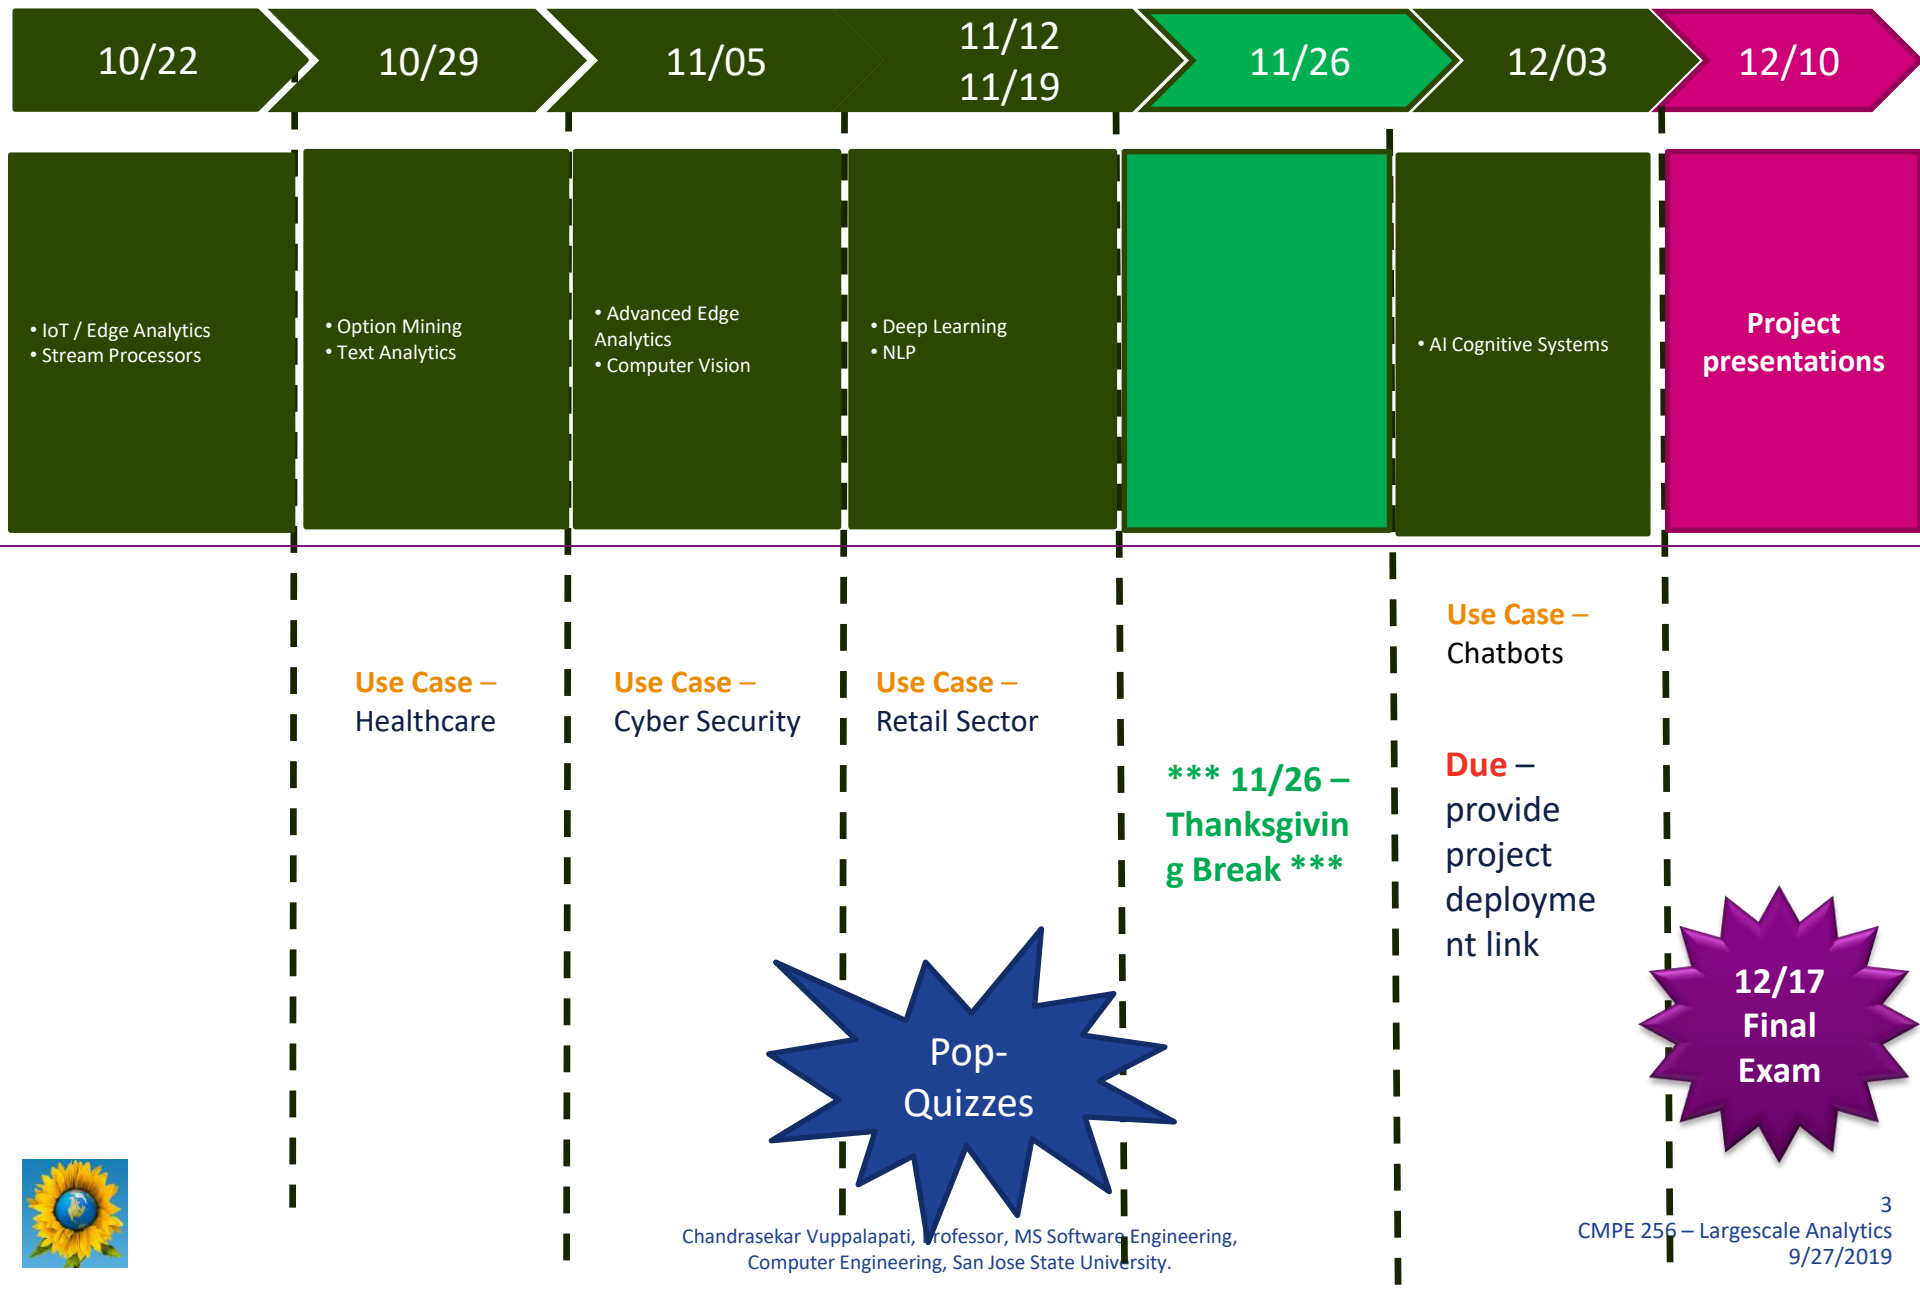 10/22
10/29
11/05
11/12
11/19
11/26
12/03
12/10
• IoT / Edge Analytics
• Stream Processors
• Option Mining
• Text Analytics
• Advanced Edge
Analytics
• Computer Vision
• Deep Learning
• NLP
• AI Cognitive Systems
Project
presentations
Use Case –
Healthcare
Use Case –
Cyber Security
Use Case –
Retail Sector
*** 11/26 –
Thanksgivin
g Break ***
Use Case –
Chatbots
Due –
provide
project
deployme
nt link
Pop-
Quizzes
12/17
Final
Exam
Chandrasekar Vuppalapati, Professor, MS Software Engineering,
Computer Engineering, San Jose State University.
3
CMPE 256 – Largescale Analytics
9/27/2019